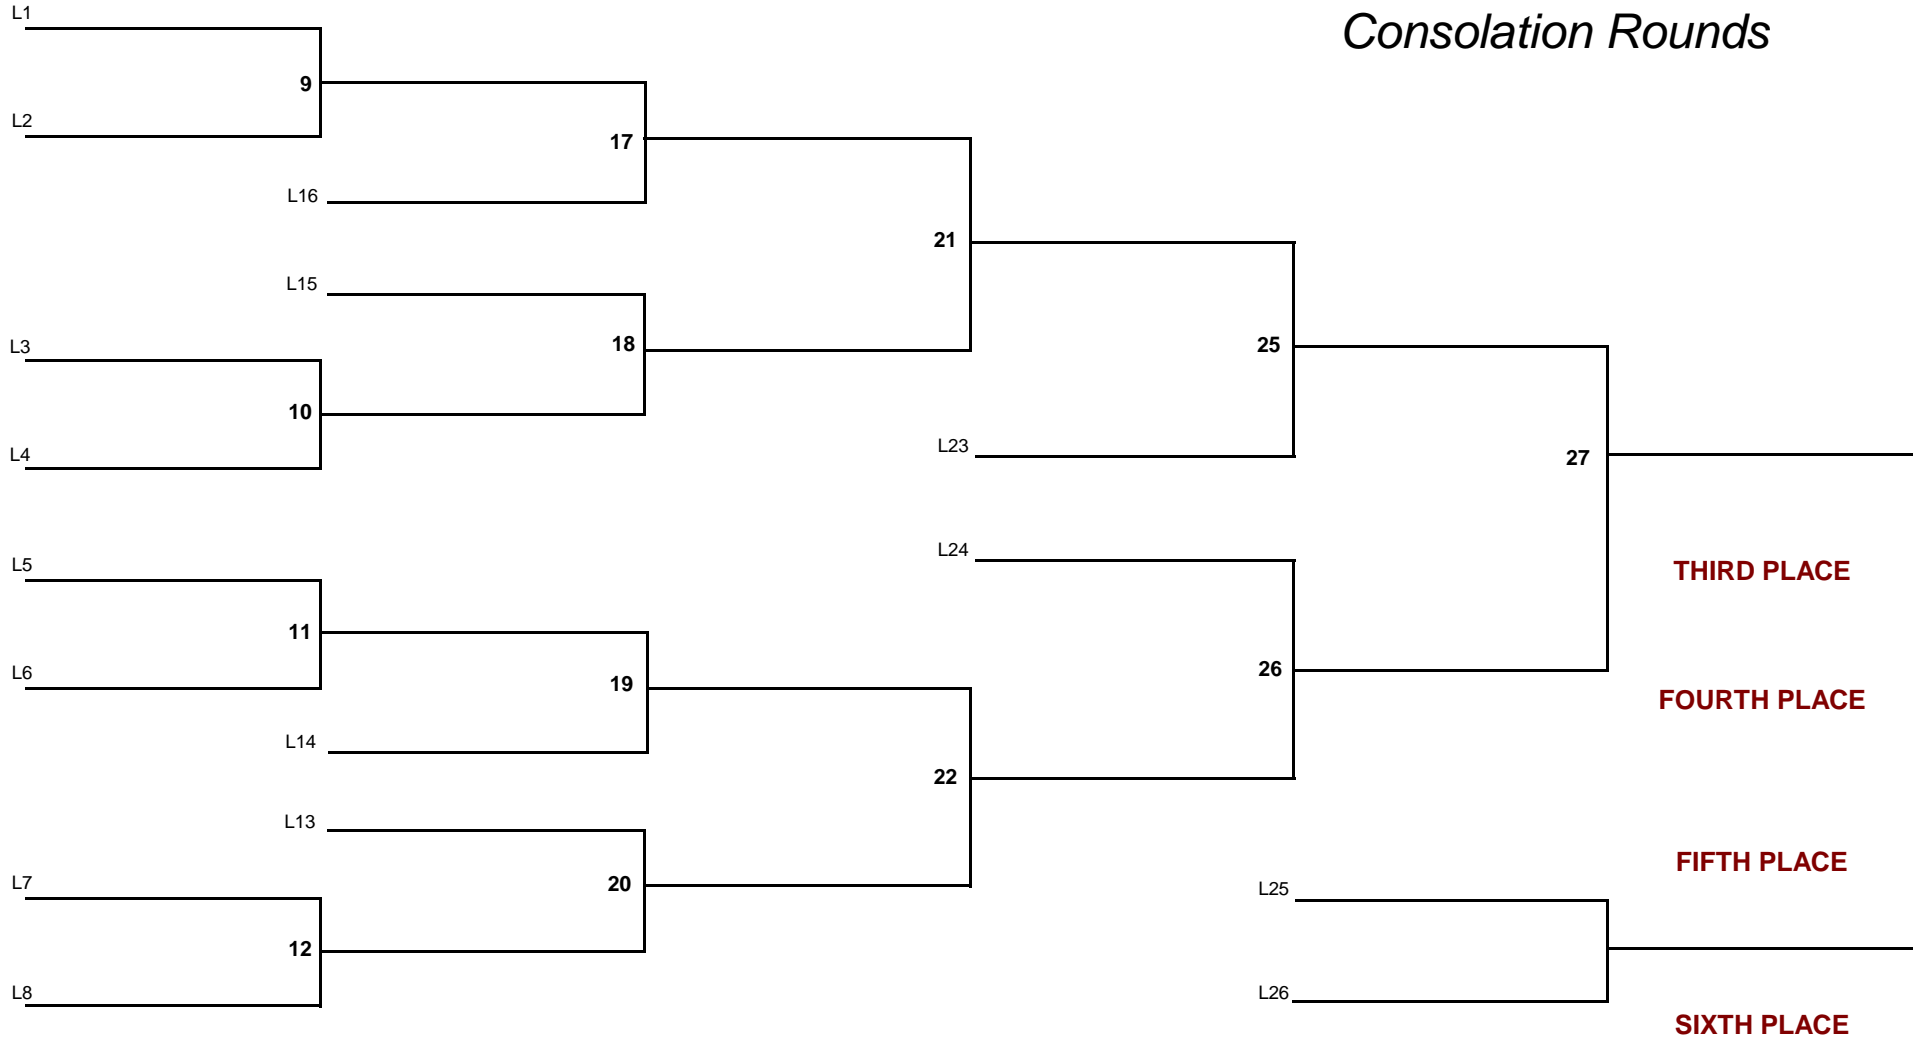 L1
Consolation Rounds
9
L2
17
L16
21
L15
L3
18
25
10
L23
L4
27
L24
L5
THIRD PLACE
11
L6
19
26
FOURTH PLACE
L14
22
L13
FIFTH PLACE
L7
20
L25
12
L8
L26
SIXTH PLACE